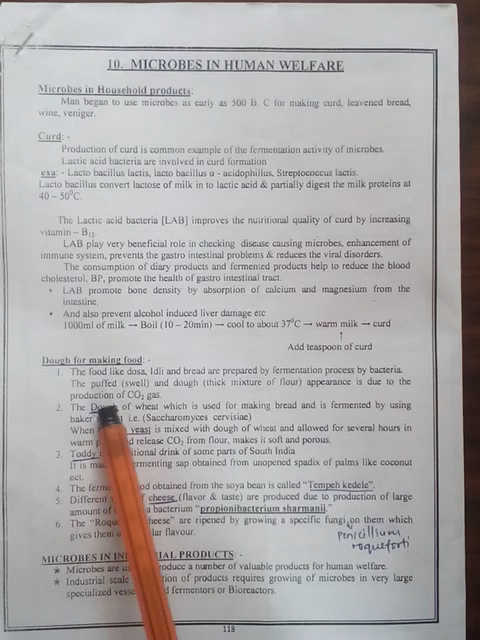 10. MICROBES IN HUMAN WELFARE
Microbes in Household products:
Man began to use microbes as early as 500 B. C for making curd, leavened bread,
wine, veniger.
Curd: -
Production of curd is common example of the fermentation activity of microbes.
Lactic acid bacteria are involved in curd formation
exa: - Lacto bacillus lactis, lacto bacillus α - acidophillus, Streptococcus lactis.
Lacto bacillus convert lactose of milk in to lactic acid & partially digest the milk proteins at
40 – 50⁰C.
The Lactic acid bacteria [LAB] improves the nutritional quality of curd by increasing
vitamin – B₁₂.
LAB play very beneficial role in checking disease causing microbes, enhancement of
immune system, prevents the gastro intestinal problems & reduces the viral disorders.
The consumption of diary products and fermented products help to reduce the blood
cholesterol, BP, promote the health of gastro intestinal tract.
• LAB promote bone density by absorption of calcium and magnesium from the
intestine.
• And also prevent alcohol induced liver damage etc
1000ml of milk → Boil (10 – 20min) → cool to about 37⁰C → warm milk → curd
↑
Add teaspoon of curd
Dough for making food: -
1. The food like dosa, Idli and bread are prepared by fermentation process by bacteria.
The puffed (swell) and dough (thick mixture of flour) appearance is due to the
production of CO₂ gas.
2. The Dough of wheat which is used for making bread and is fermented by using
baker' i.e. (Saccharomyces cervisiae)
When yeast is mixed with dough of wheat and allowed for several hours in
warm release CO₂ from flour, makes it soft and porous.
3. Toddy drink of some parts of South India
It is fermenting sap obtained from unopened spadix of palms like coconut
ect.
4. The obtained from the soya bean is called "Tempeh kedele".
5. Different of cheese (flavor & taste) are produced due to production of large
amount of a bacterium "propionibacterium sharmanii."
6. The "Roq heese" are ripened by growing a specific fungi on them which
gives them flavour.
penicillium
roqueforti
MICROBES IN IN TRIAL PRODUCTS: -
★ Microbes are produce a number of valuable products for human welfare.
★ Industrial scale of products requires growing of microbes in very large
specialized fermentors or Bioreactors.
118